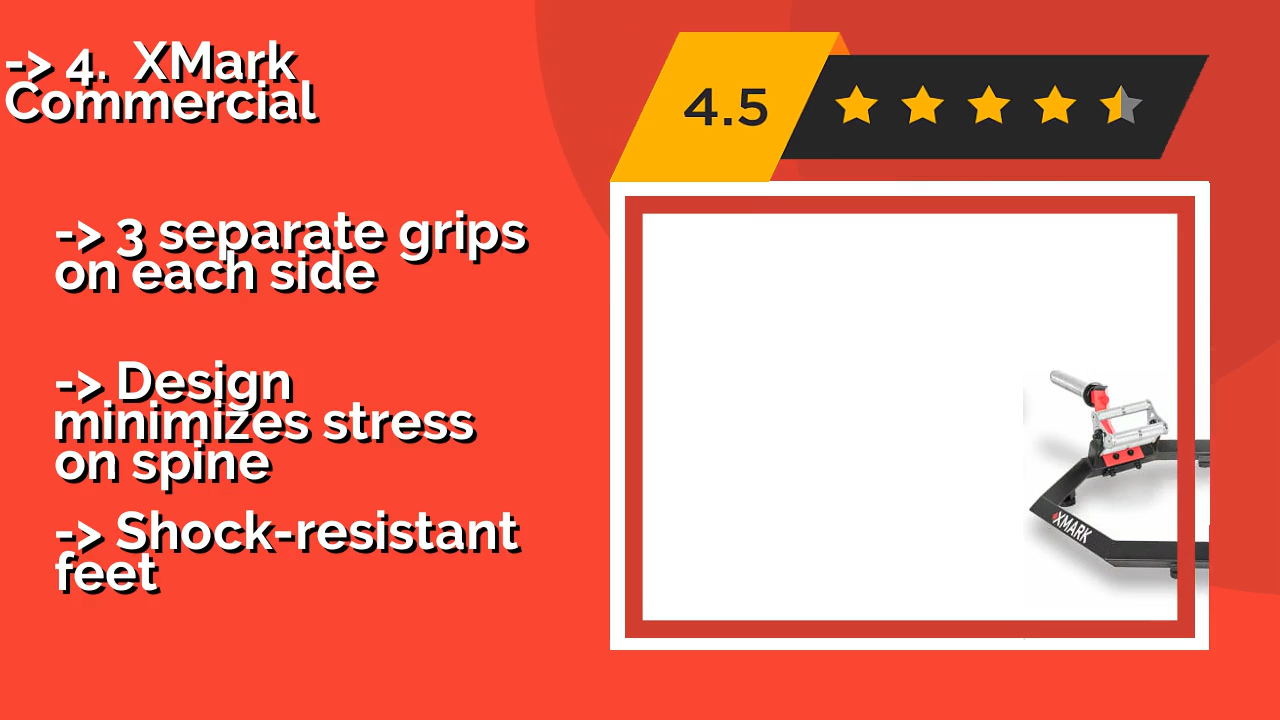 -> 4.  XMark
Commercial
4.5
-> 3 separate grips
on each side
-> Design
minimizes stress
on spine
-> Shock-resistant
feet
XMARK